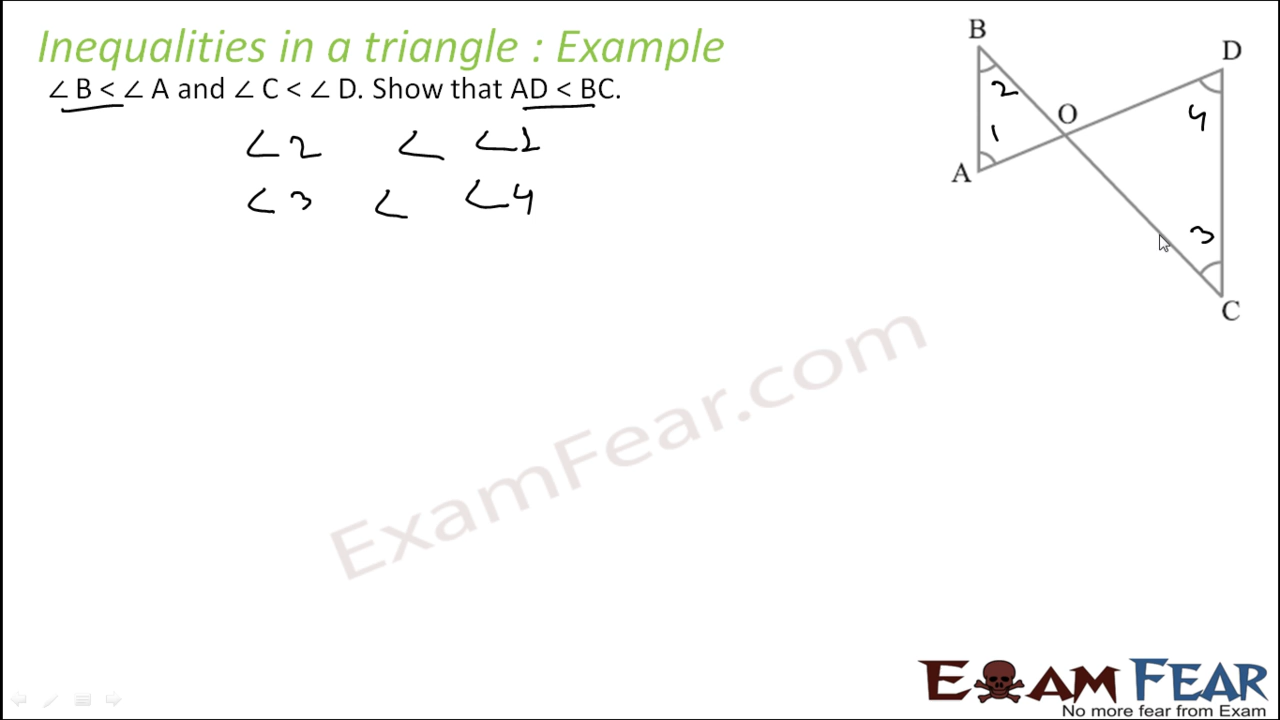 Inequalities in a triangle : Example
∠ B < ∠ A and ∠ C < ∠ D. Show that AD < BC.
∠2 < ∠1
∠3 < ∠4
B
D
2
O
4
1
A
3
C
ExamFear.com
EXAM FEAR
No more fear from Exam